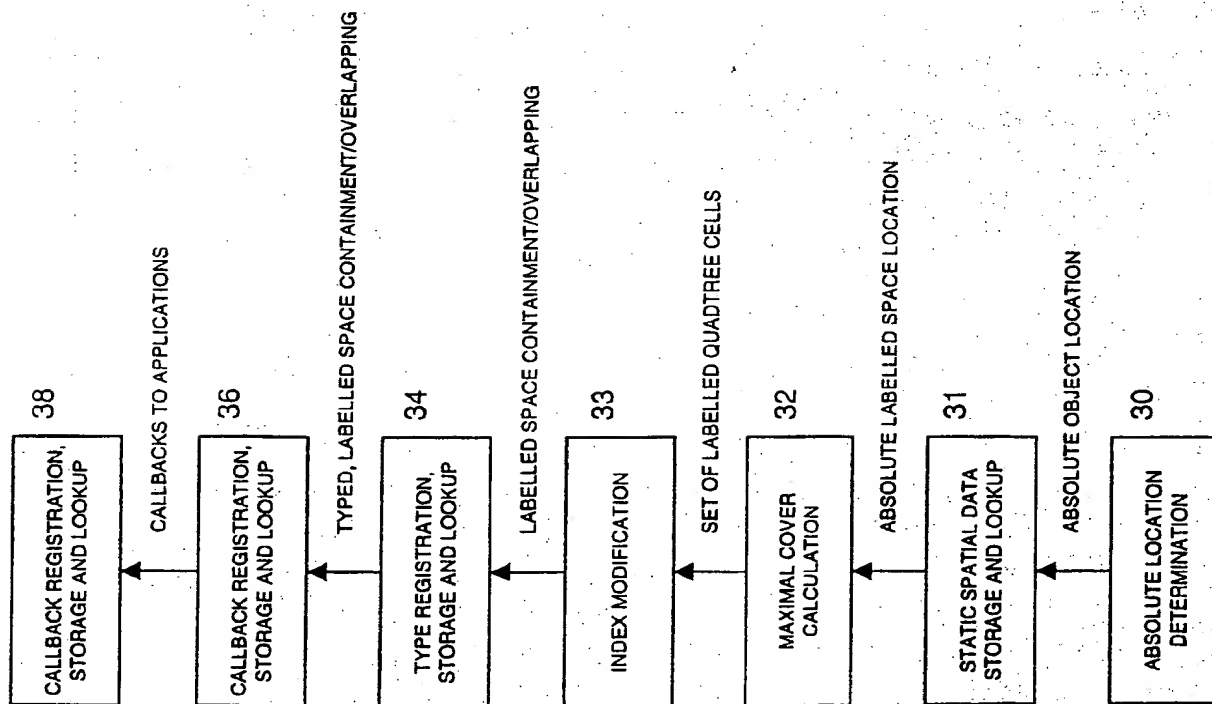 38
CALLBACK REGISTRATION,
STORAGE AND LOOKUP
CALLBACKS TO APPLICATIONS
36
CALLBACK REGISTRATION,
STORAGE AND LOOKUP
TYPED, LABELLED SPACE CONTAINMENT/OVERLAPPING
34
TYPE REGISTRATION,
STORAGE AND LOOKUP
LABELLED SPACE CONTAINMENT/OVERLAPPING
33
INDEX MODIFICATION
SET OF LABELLED QUADTREE CELLS
32
MAXIMAL COVER
CALCULATION
ABSOLUTE LABELLED SPACE LOCATION
31
STATIC SPATIAL DATA
STORAGE AND LOOKUP
ABSOLUTE OBJECT LOCATION
30
ABSOLUTE LOCATION
DETERMINATION